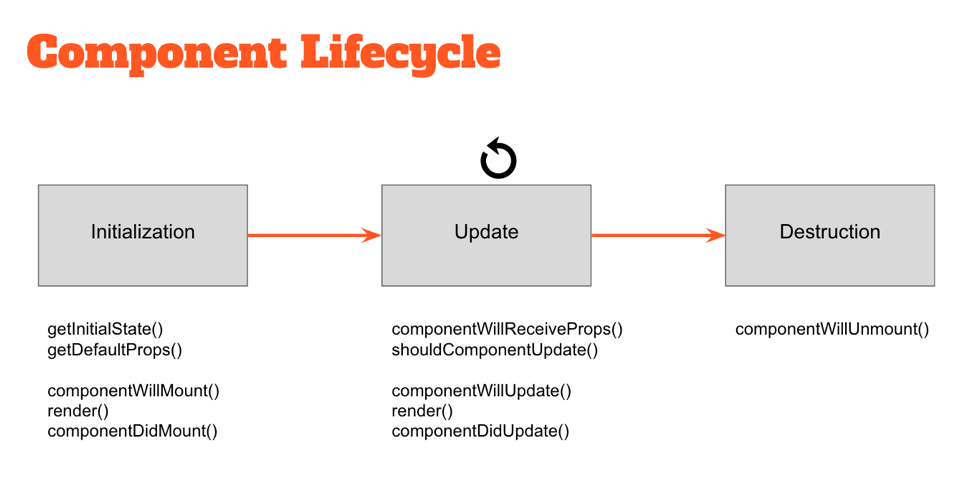 Component Lifecycle
Initialization
Update
Destruction
getInitialState()
getDefaultProps()
componentWillMount()
render()
componentDidMount()
componentWillReceiveProps()
shouldComponentUpdate()
componentWillUpdate()
render()
componentDidUpdate()
componentWillUnmount()